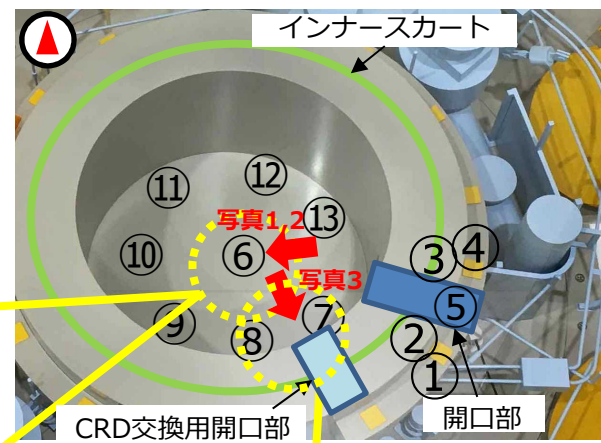 インナースカート
⑫
⑪
⑬
写真1,2
⑥
③
④
⑩
写真3
⑤
⑦
⑨
⑧
②
①
CRD交換用開口部
開口部